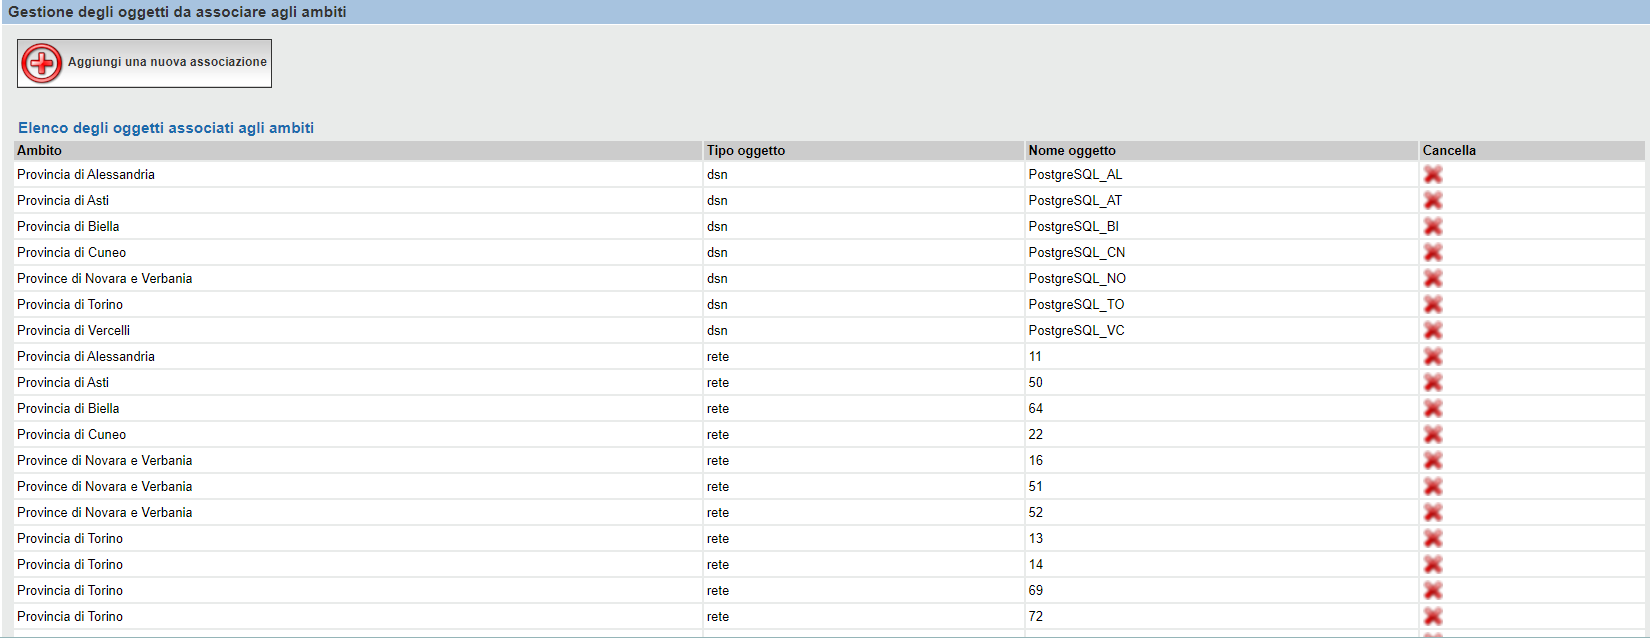 Gestione degli oggetti da associare agli ambiti
Aggiungi una nuova associazione
Elenco degli oggetti associati agli ambiti
Ambito Tipo oggetto Nome oggetto Cancella
Provincia di Alessandria dsn PostgreSQL_AL
Provincia di Asti dsn PostgreSQL_AT
Provincia di Biella dsn PostgreSQL_BI
Provincia di Cuneo dsn PostgreSQL_CN
Province di Novara e Verbania dsn PostgreSQL_NO
Provincia di Torino dsn PostgreSQL_TO
Provincia di Vercelli dsn PostgreSQL_VC
Provincia di Alessandria rete 11
Provincia di Asti rete 50
Provincia di Biella rete 64
Provincia di Cuneo rete 22
Province di Novara e Verbania rete 16
Province di Novara e Verbania rete 51
Province di Novara e Verbania rete 52
Provincia di Torino rete 13
Provincia di Torino rete 14
Provincia di Torino rete 69
Provincia di Torino rete 72